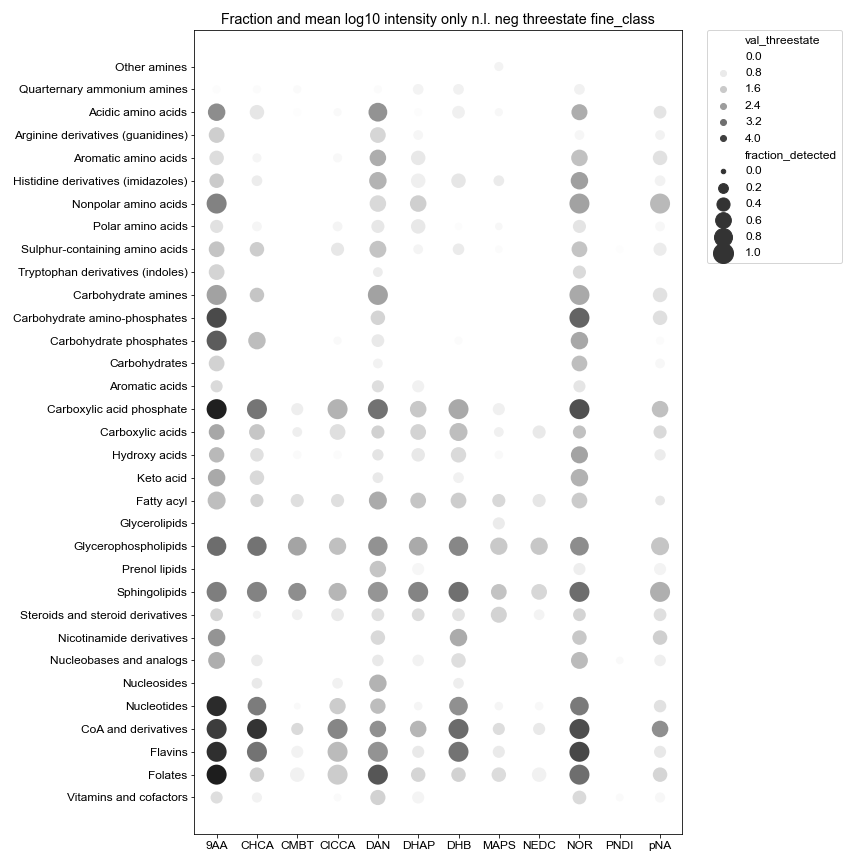 Fraction and mean log10 intensity only n.l. neg threestate fine_class
Other amines
Quarternary ammonium amines
Acidic amino acids
Arginine derivatives (guanidines)
Aromatic amino acids
Histidine derivatives (imidazoles)
Nonpolar amino acids
Polar amino acids
Sulphur-containing amino acids
Tryptophan derivatives (indoles)
Carbohydrate amines
Carbohydrate amino-phosphates
Carbohydrate phosphates
Carbohydrates
Aromatic acids
Carboxylic acid phosphate
Carboxylic acids
Hydroxy acids
Keto acid
Fatty acyl
Glycerolipids
Glycerophospholipids
Prenol lipids
Sphingolipids
Steroids and steroid derivatives
Nicotinamide derivatives
Nucleobases and analogs
Nucleosides
Nucleotides
CoA and derivatives
Flavins
Folates
Vitamins and cofactors
9AA CHCA CMBT ClCCA DAN DHAP DHB MAPS NEDC NOR PNDI pNA
val_threestate
0.0
0.8
1.6
2.4
3.2
4.0
fraction_detected
0.0
0.2
0.4
0.6
0.8
1.0